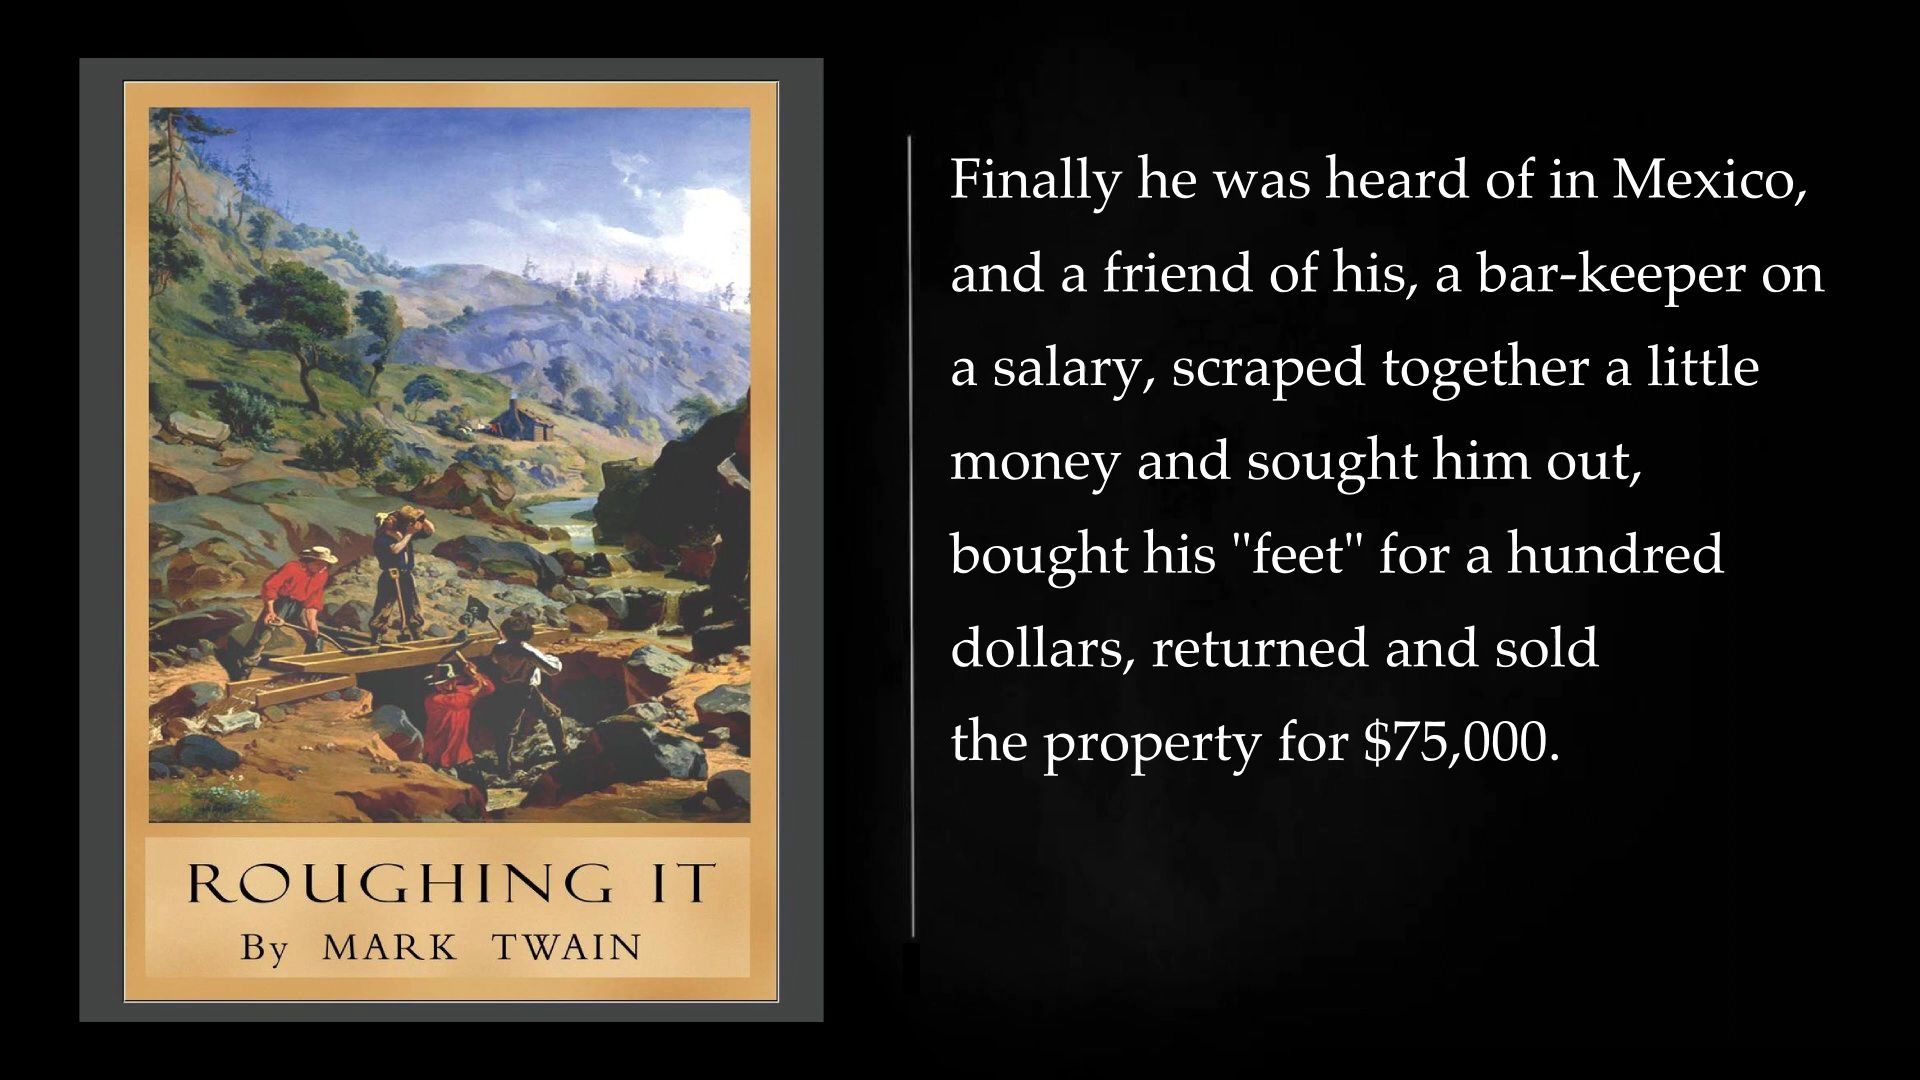 ROUGHING IT
By MARK TWAIN
Finally he was heard of in Mexico,
and a friend of his, a bar-keeper on
a salary, scraped together a little
money and sought him out,
bought his "feet" for a hundred
dollars, returned and sold
the property for $75,000.